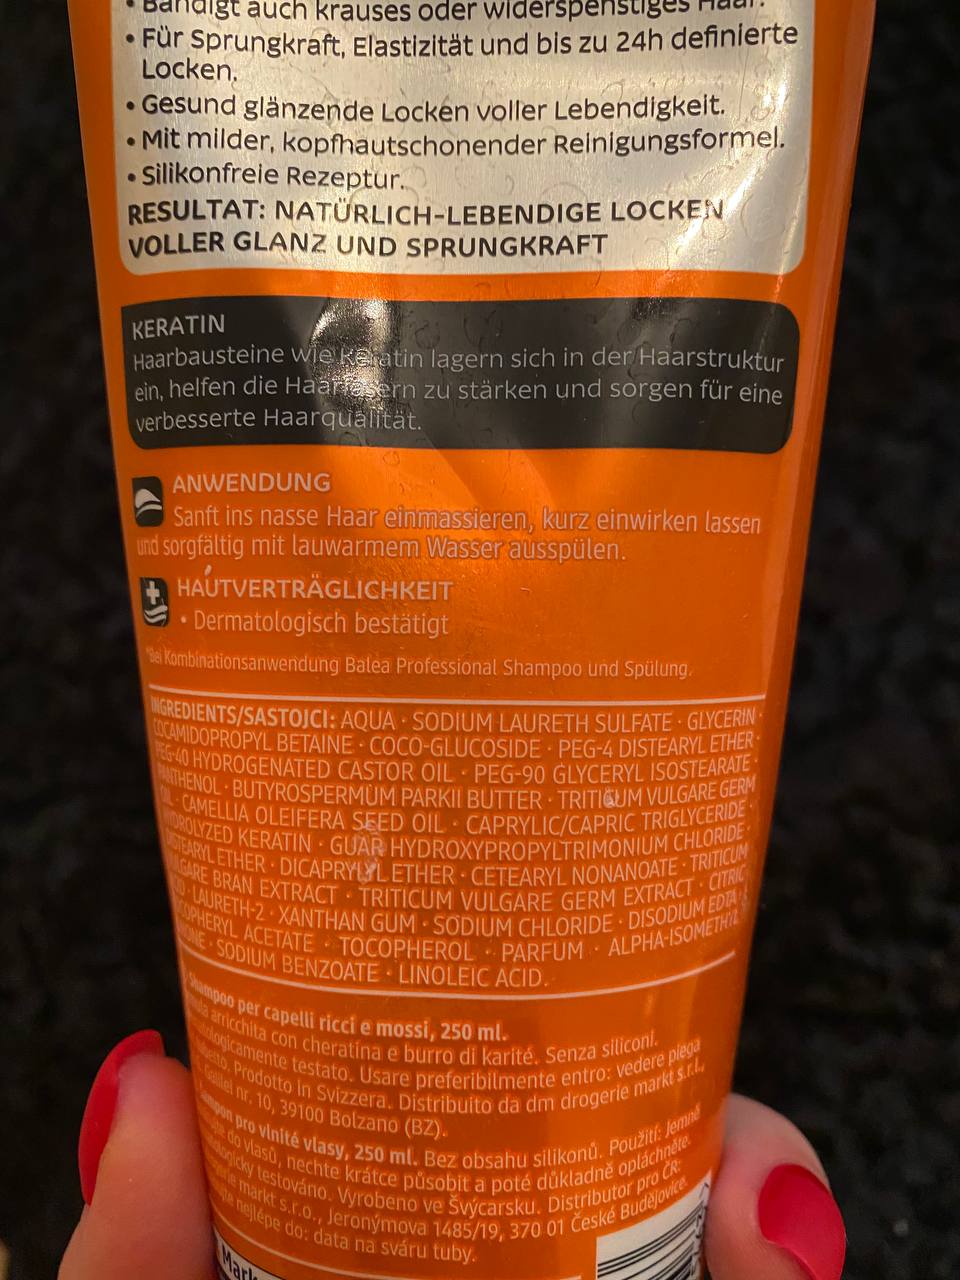 • Bändigt auch krauses oder widerspenstiges Haar.
• Für Sprungkraft, Elastizität und bis zu 24h definierte
Locken.
• Gesund glänzende Locken voller Lebendigkeit.
• Mit milder, kopfhautschonender Reinigungsformel.
• Silikonfreie Rezeptur.
RESULTAT: NATÜRLICH-LEBENDIGE LOCKEN
VOLLER GLANZ UND SPRUNGKRAFT
KERATIN
Haarbausteine wie Keratin lagern sich in der Haarstruktur
ein, helfen die Haarfasern zu stärken und sorgen für eine
verbesserte Haarqualität.
ANWENDUNG
Sanft ins nasse Haar einmassieren, kurz einwirken lassen
und sorgfältig mit lauwarmem Wasser ausspülen.
HAUTVERTRÄGLICHKEIT
• Dermatologisch bestätigt
*Bei Kombinationsanwendung Balea Professional Shampoo und Spülung.
INGREDIENTS/SASTOJCI: AQUA · SODIUM LAURETH SULFATE · GLYCERIN ·
COCAMIDOPROPYL BETAINE · COCO-GLUCOSIDE · PEG-4 DISTEARYL ETHER ·
PEG-40 HYDROGENATED CASTOR OIL · PEG-90 GLYCERYL ISOSTEARATE ·
PANTHENOL · BUTYROSPERMUM PARKII BUTTER · TRITICUM VULGARE GERM
OIL · CAMELLIA OLEIFERA SEED OIL · CAPRYLIC/CAPRIC TRIGLYCERIDE ·
HYDROLYZED KERATIN · GUAR HYDROXYPROPYLTRIMONIUM CHLORIDE ·
DISTEARYL ETHER · DICAPRYLYL ETHER · CETEARYL NONANOATE · TRITICUM
VULGARE BRAN EXTRACT · TRITICUM VULGARE GERM EXTRACT · CITRIC
ACID · LAURETH-2 · XANTHAN GUM · SODIUM CHLORIDE · DISODIUM EDTA ·
TOCOPHERYL ACETATE · TOCOPHEROL · PARFUM · ALPHA-ISOMETHYL
IONONE · SODIUM BENZOATE · LINOLEIC ACID.
Shampoo per capelli ricci e mossi, 250 ml.
arricchita con cheratina e burro di karité. Senza siliconi.
testato. Usare preferibilmente entro: vedere piega
Prodotto in Svizzera. Distribuito da dm drogerie markt s.r.l.,
nr. 10, 39100 Bolzano (BZ).
pro vlnité vlasy, 250 ml. Bez obsahu silikonů. Použití: Jemně
do vlasů, nechte krátce působit a poté důkladně opláchněte.
testováno. Vyrobeno ve Švýcarsku. Distributor pro ČR:
markt s.r.o., Jeronýmova 1485/19, 370 01 České Budějovice.
nejlépe do: data na sváru tuby.